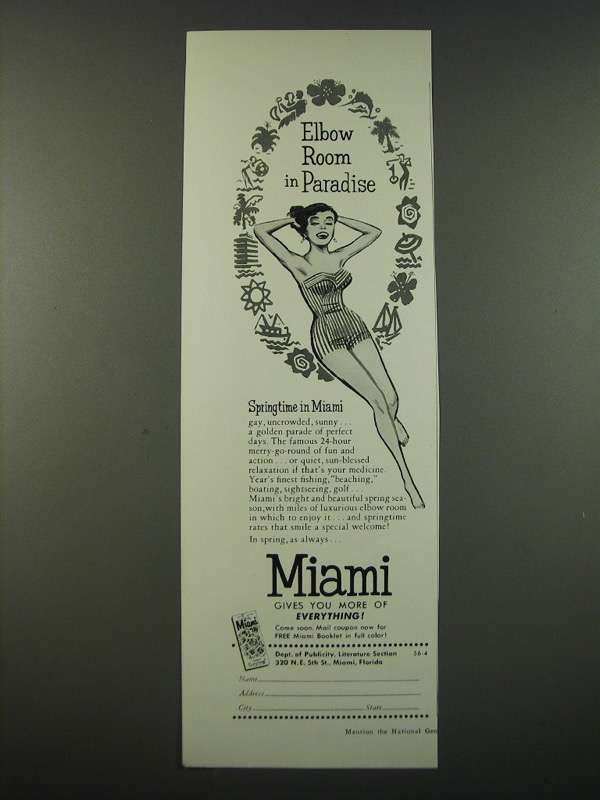 Elbow
Room
in Paradise
Springtime in Miami
gay, uncrowded, sunny...
a golden parade of perfect
days. The famous 24-hour
merry-go-round of fun and
action... or quiet, sun-blessed
relaxation if that's your medicine.
Year's finest fishing, "beaching,"
boating, sightseeing, golf...
Miami's bright and beautiful spring sea-
son, with miles of luxurious elbow room
in which to enjoy it... and springtime
rates that smile a special welcome!
In spring, as always...
Miami
GIVES YOU MORE OF
EVERYTHING!
Come soon. Mail coupon now for
FREE Miami Booklet in full color!
Miami
Dept. of Publicity, Literature Section 56-4
320 N.E. 5th St., Miami, Florida
Name
Address
City State
Mention the National Geo